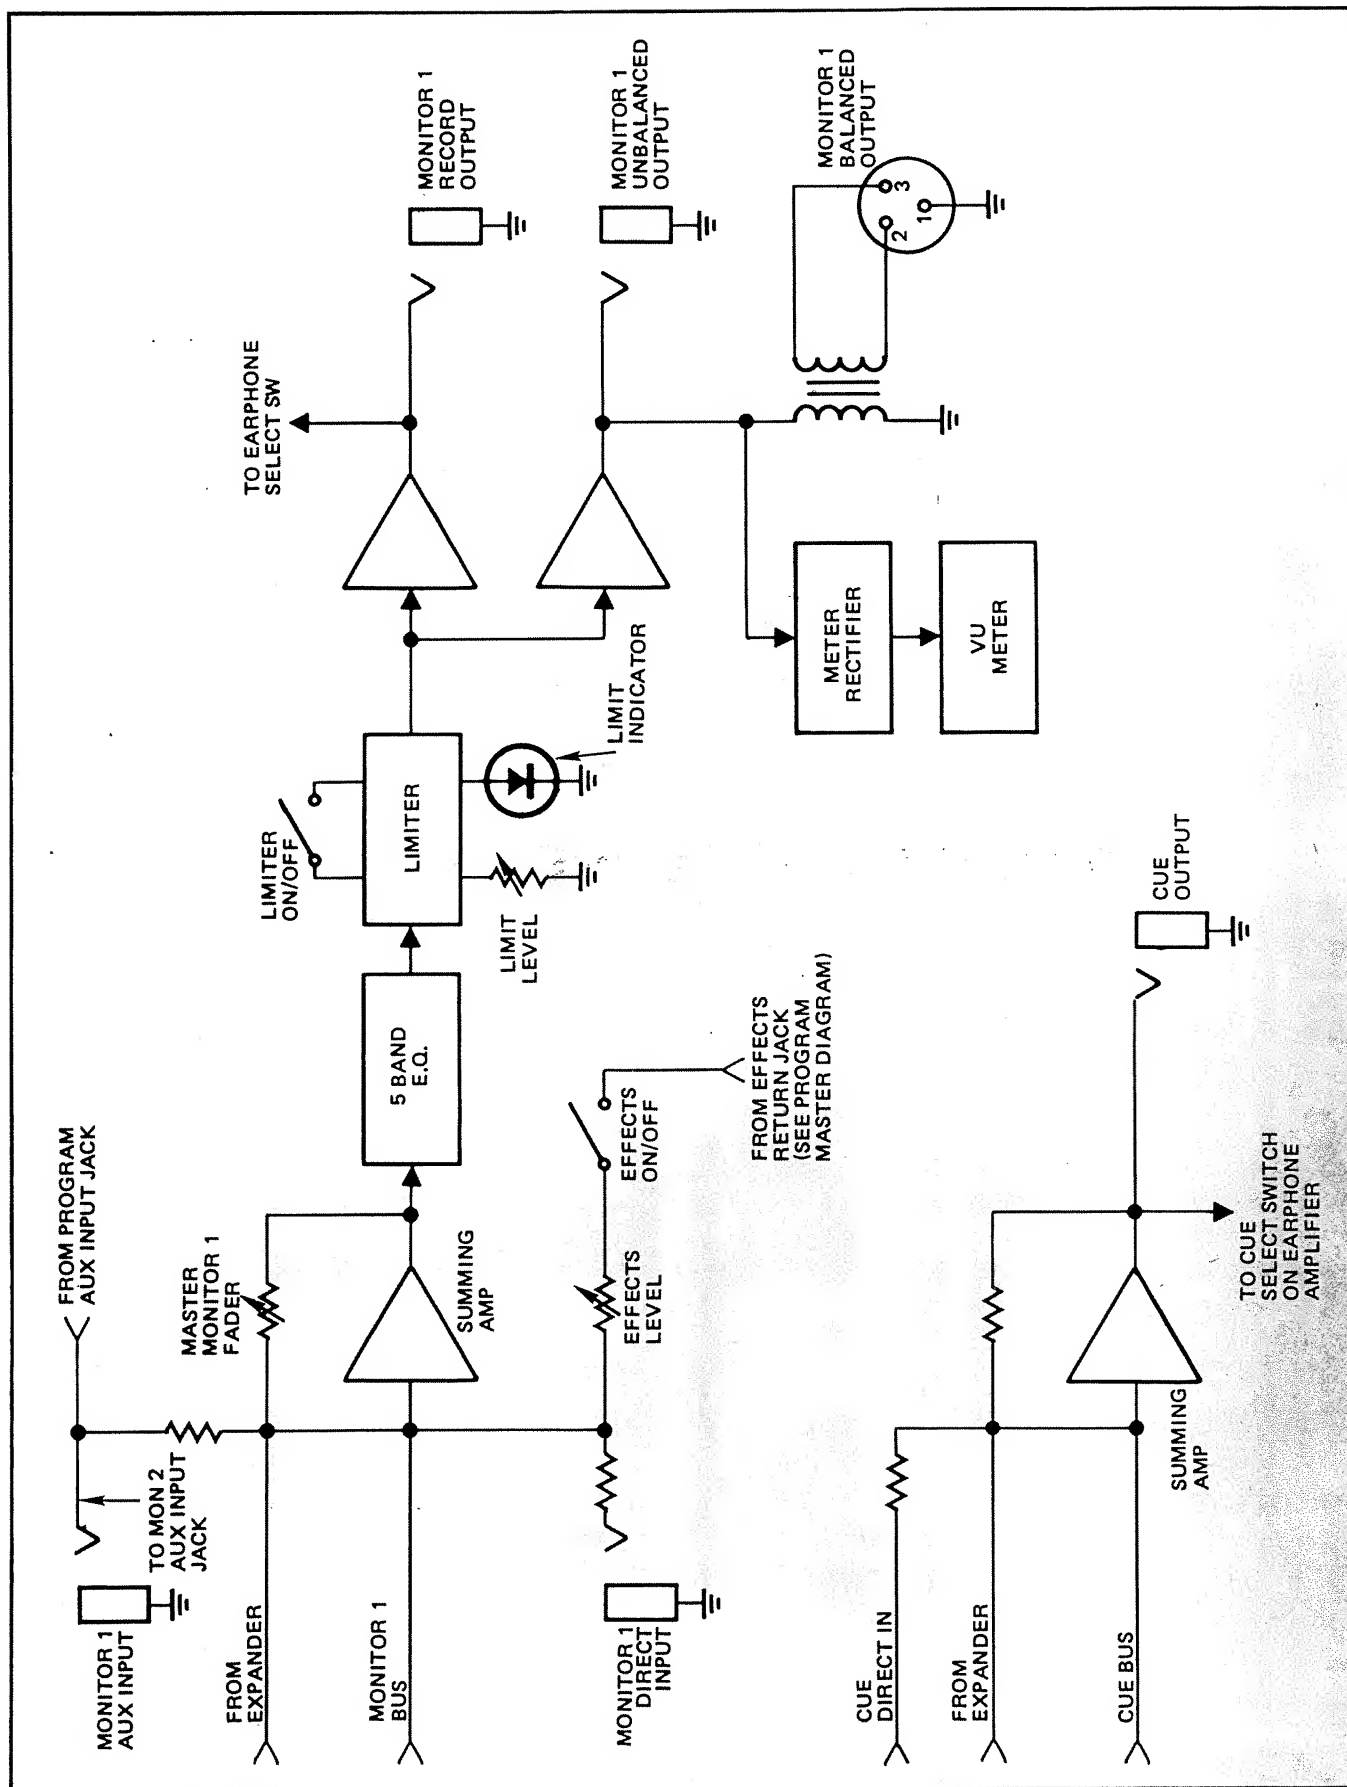 MONITOR 1
AUX INPUT
TO MON 2
AUX INPUT
JACK
FROM PROGRAM
AUX INPUT JACK
FROM
EXPANDER
MASTER
MONITOR 1
FADER
MONITOR 1
BUS
SUMMING
AMP
5 BAND
E.Q.
LIMITER
ON/OFF
LIMITER
LIMIT
LEVEL
LIMIT
INDICATOR
TO EARPHONE
SELECT SW
MONITOR 1
RECORD
OUTPUT
MONITOR 1
UNBALANCED
OUTPUT
MONITOR 1
BALANCED
OUTPUT
2
3
1
METER
RECTIFIER
VU
METER
MONITOR 1
DIRECT
INPUT
EFFECTS
LEVEL
EFFECTS
ON/OFF
FROM EFFECTS
RETURN JACK
(SEE PROGRAM
MASTER DIAGRAM)
CUE
DIRECT IN
FROM
EXPANDER
CUE BUS
SUMMING
AMP
TO CUE
SELECT SWITCH
ON EARPHONE
AMPLIFIER
CUE
OUTPUT